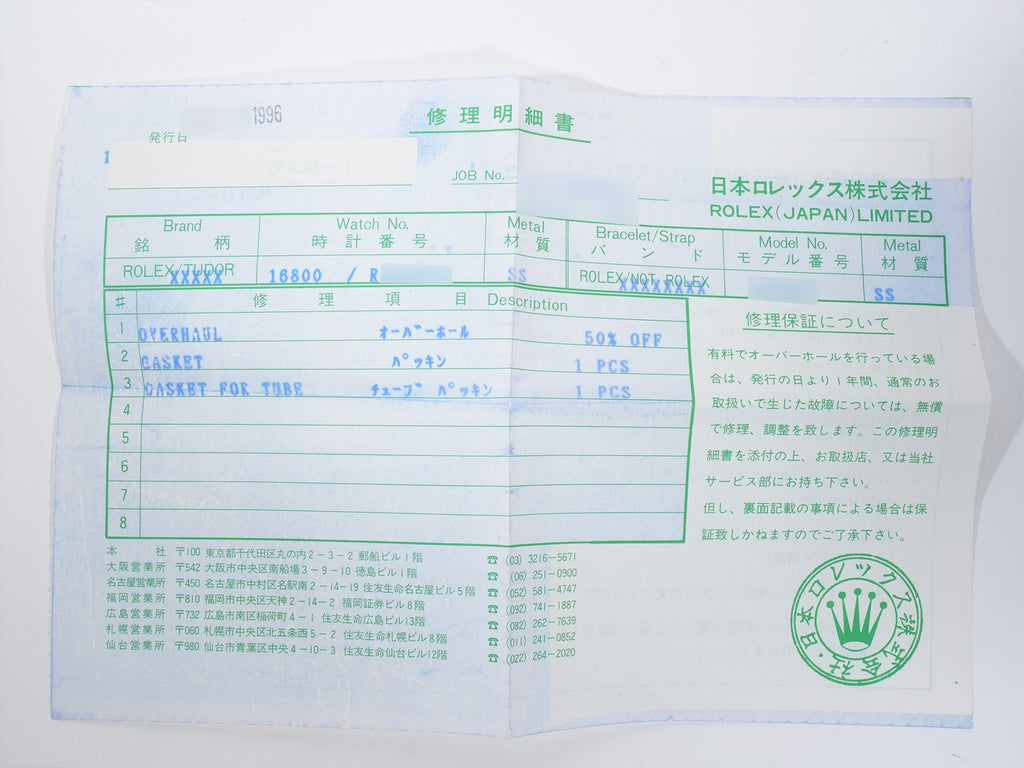 1996
修理明細書
発行日
JOB No.
日本ロレックス株式会社
ROLEX(JAPAN)LIMITED
Brand Watch No. Metal Bracelet/Strap Model No. Metal
銘柄 時計番号 材質 バンド モデル番号 材質
ROLEX/TUDOR XXXXX 16800 / R SS ROLEX/NOT ROLEX XXXXXXXXX SS
# 修理項目 Description
1 OVERHAUL オーバーホール 50% OFF
2 GASKET パッキン 1 PCS
3 GASKET FOR TUBE チューブ パッキン 1 PCS
4
5
6
7
8
修理保証について
有料でオーバーホールを行っている場
合は、発行の日より1年間、通常のお
取扱いで生じた故障については、無償
で修理、調整を致します。この修理明
細書を添付の上、お取扱店、又は当社
サービス部にお持ち下さい。
但し、裏面記載の事項による場合は保
証致しかねますのでご了承下さい。
本社 〒100 東京都千代田区丸の内2-3-2 郵船ビル1階 ☎ (03) 3216-5671
大阪営業所 〒542 大阪市中央区南船場3-9-10 徳島ビル1階 ☎ (06) 251-0900
名古屋営業所 〒450 名古屋市中村区名駅南2-14-19 住友生命名古屋ビル5階 ☎ (052) 581-4747
福岡営業所 〒810 福岡市中央区天神2-14-2 福岡証券ビル8階 ☎ (092) 741-1887
広島営業所 〒732 広島市南区稲荷町4-1 住友生命広島ビル13階 ☎ (082) 262-7639
札幌営業所 〒060 札幌市中央区北五条西5-2 住友生命札幌ビル8階 ☎ (011) 241-0852
仙台営業所 〒980 仙台市青葉区中央4-10-3 住友生命仙台ビル12階 ☎ (022) 264-2020
日本ロレックス株式会社